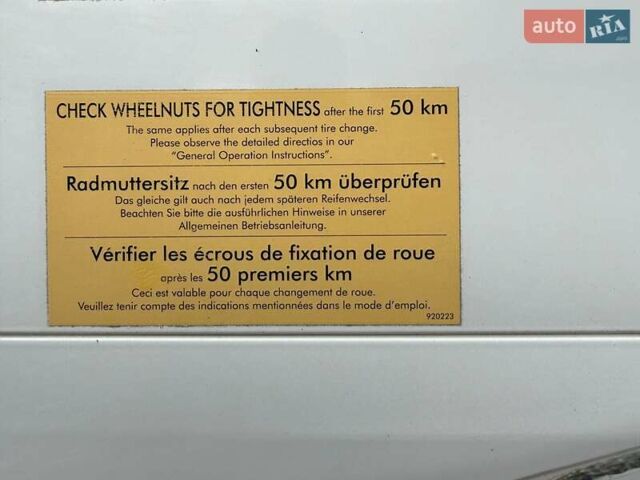 auto RIA.com
CHECK WHEELNUTS FOR TIGHTNESS after the first 50 km
The same applies after each subsequent tire change.
Please observe the detailed directios in our
"General Operation Instructions".
Radmuttersitz nach den ersten 50 km überprüfen
Das gleiche gilt auch nach jedem späteren Reifenwechsel.
Beachten Sie bitte die ausführlichen Hinweise in unserer
Allgemeinen Betriebsanleitung.
Vérifier les écrous de fixation de roue
après les 50 premiers km
Ceci est valable pour chaque changement de roue.
Veuillez tenir compte des indications mentionnées dans le mode d'emploi.
920223